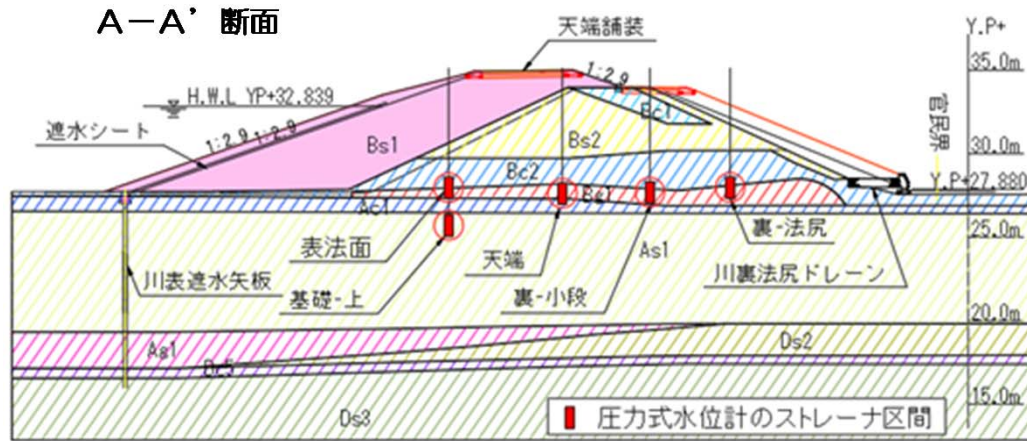 A－A’ 断面
天端舗装
Y.P+
35.0m
1:2.9
H.W.L YP+32.839
官民界
遮水シート
1:2.9
1:2.9
Ec1
Bs1
Bs2
30.0m
Bc2
Y.P+27.880
Bg1
Ac1
表法面
天端
As1
裏-法尻
25.0m
川表遮水矢板
基礎-上
裏-小段
川裏法尻ドレーン
20.0m
Ag1
Ds2
15.0m
Ds3
圧力式水位計のストレーナ区間